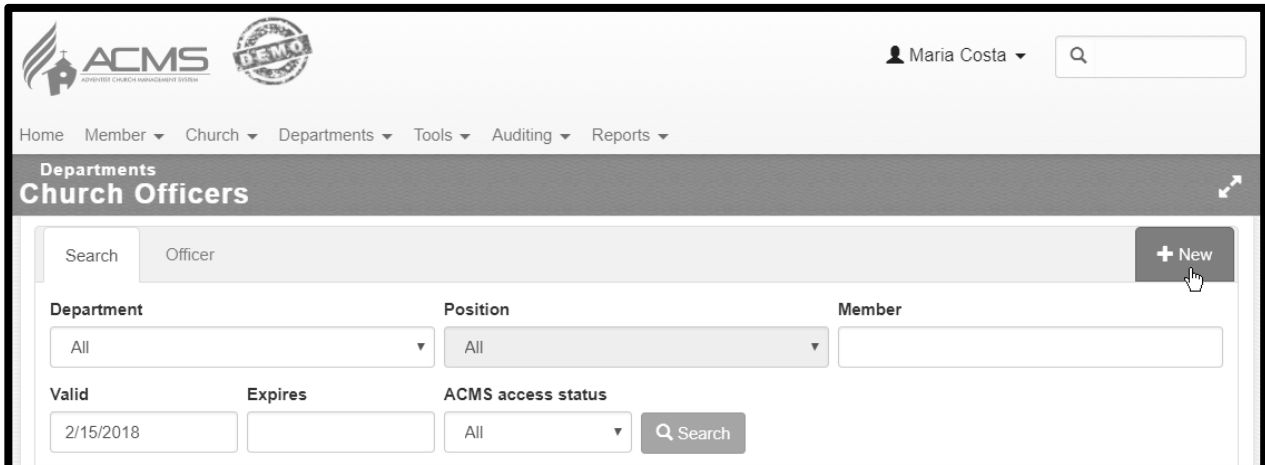 ACMS
ADVENTIST CHURCH MANAGEMENT SYSTEM
DEMO
Maria Costa
Home Member Church Departments Tools Auditing Reports
Departments
Church Officers
Search Officer New
Department Position Member
All All
Valid Expires ACMS access status
2/15/2018 All Search